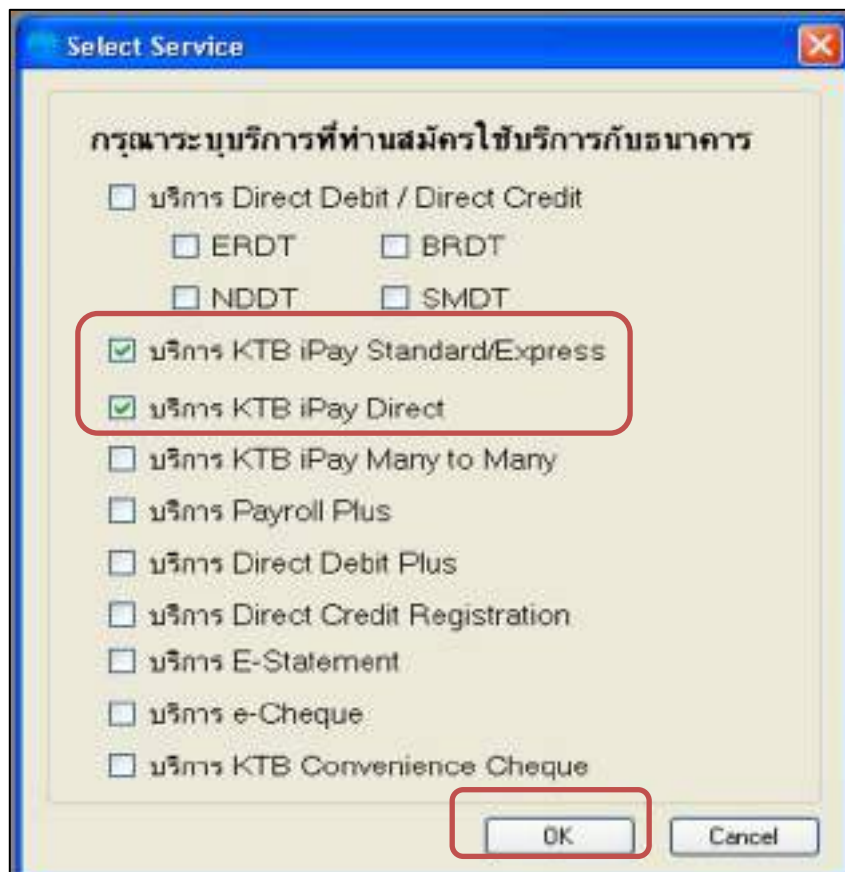 Select Service
กรุณาระบุบริการที่ท่านสมัครใช้บริการกับธนาคาร
บริการ Direct Debit / Direct Credit
ERDT BRDT
NDDT SMDT
บริการ KTB iPay Standard/Express
บริการ KTB iPay Direct
บริการ KTB iPay Many to Many
บริการ Payroll Plus
บริการ Direct Debit Plus
บริการ Direct Credit Registration
บริการ E-Statement
บริการ e-Cheque
บริการ KTB Convenience Cheque
OK Cancel